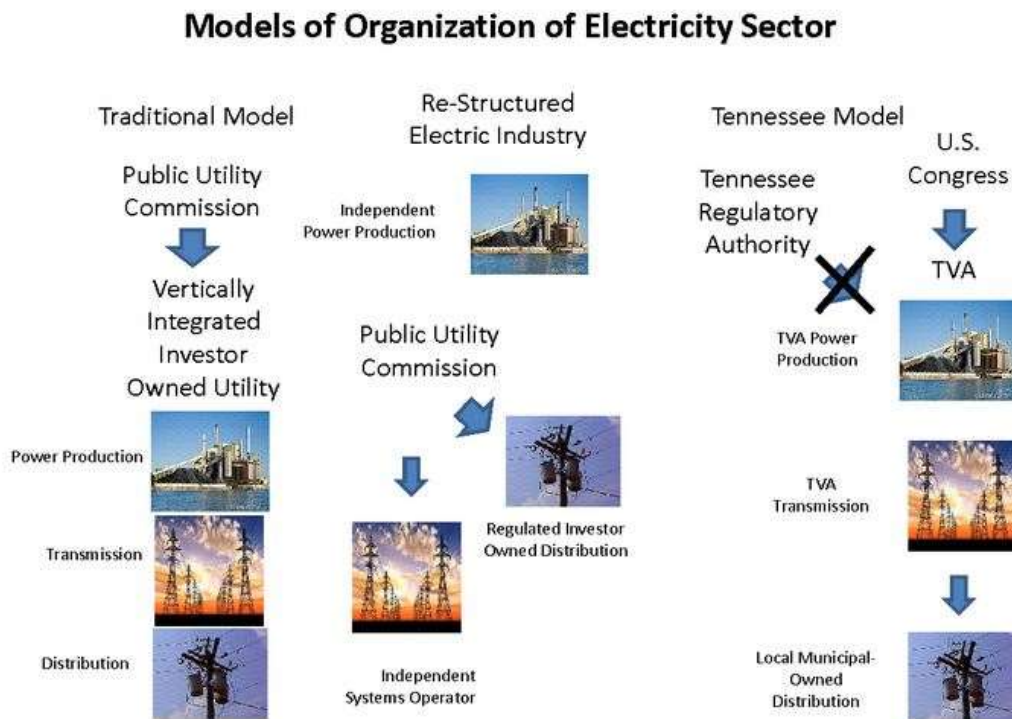 Models of Organization of Electricity Sector
Traditional Model
Public Utility
Commission
Vertically
Integrated
Investor
Owned Utility
Power Production
Transmission
Distribution
Re-Structured
Electric Industry
Independent
Power Production
Public Utility
Commission
Regulated Investor
Owned Distribution
Independent
Systems Operator
Tennessee Model
Tennessee
Regulatory
Authority
U.S.
Congress
TVA
TVA Power
Production
TVA
Transmission
Local Municipal-
Owned
Distribution